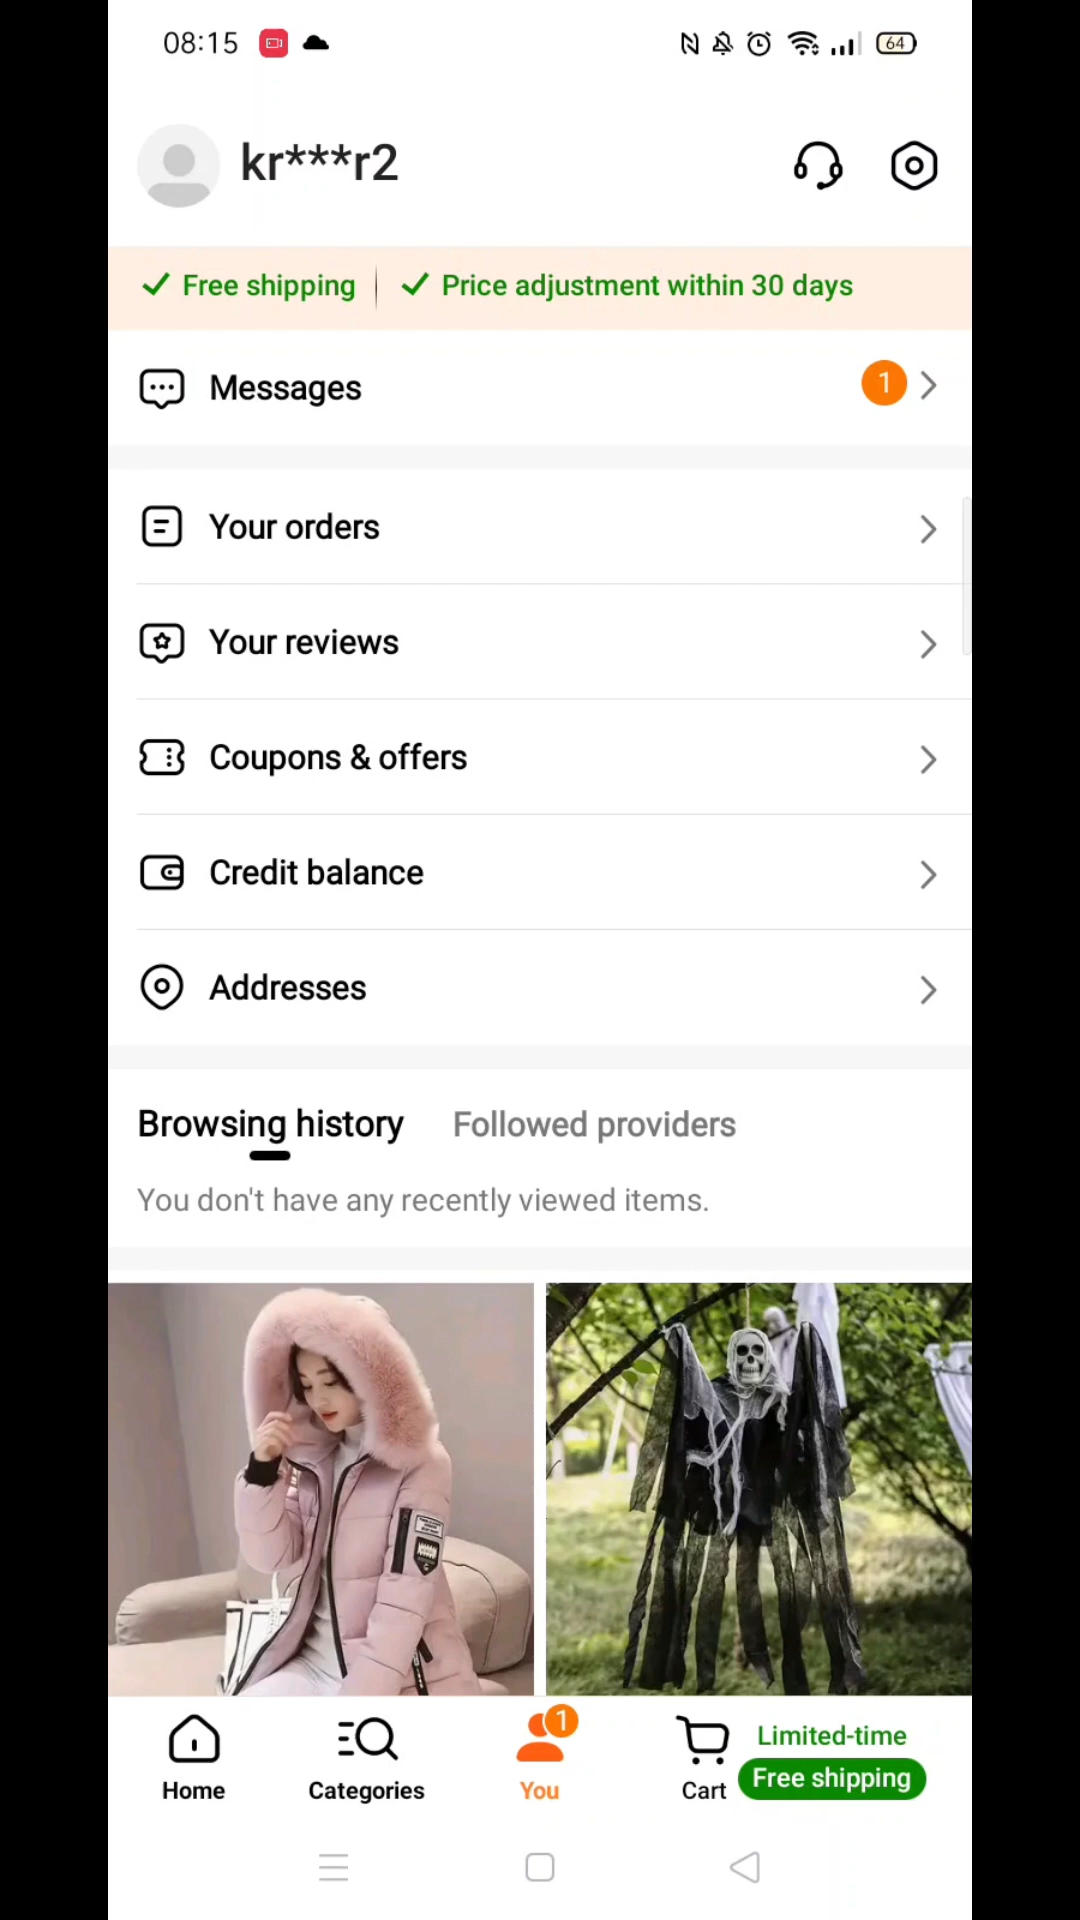 08:15
64
kr***r2
Free shipping
Price adjustment within 30 days
Messages
1
Your orders
Your reviews
Coupons & offers
Credit balance
Addresses
Browsing history
Followed providers
You don't have any recently viewed items.
1
Limited-time
Free shipping
Home
Categories
You
Cart